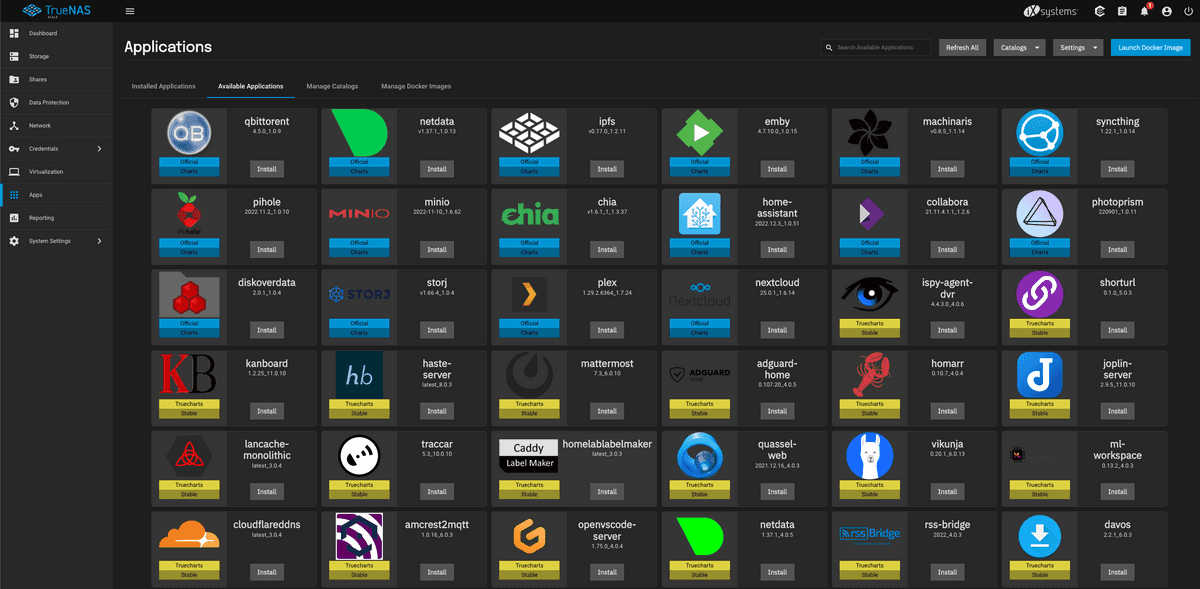 TrueNAS
SCALE
iXsystems
1
Dashboard
Storage
Shares
Data Protection
Network
Credentials
Virtualization
Apps
Reporting
System Settings
Applications
Search Available Applications
Refresh All
Catalogs
Settings
Launch Docker Image
Installed Applications
Available Applications
Manage Catalogs
Manage Docker Images
QB
Official
Charts
qbittorent
4.5.0_1.0.9
Install
Official
Charts
netdata
v1.37.1_1.0.13
Install
Official
Charts
ipfs
v0.17.0_1.2.11
Install
Official
Charts
emby
4.7.10.0_1.0.15
Install
Official
Charts
machinaris
v0.8.5_1.1.14
Install
Official
Charts
syncthing
1.22.1_1.0.14
Install
Pi-hole
Official
Charts
pihole
2022.11.2_1.0.10
Install
MINIO
Official
Charts
minio
2022-11-10_1.6.62
Install
chia
Official
Charts
chia
v1.6.1_1_1.3.37
Install
Official
Charts
home-
assistant
2022.12.3_1.0.51
Install
Official
Charts
collabora
21.11.4.1.1_1.2.6
Install
Official
Charts
photoprism
220901_1.0.11
Install
Official
Charts
diskoverdata
2.0.1_1.0.4
Install
STORJ
Official
Charts
storj
v1.66.4_1.0.4
Install
Official
Charts
plex
1.29.2.6364_1.7.24
Install
nextcloud
Official
Charts
nextcloud
25.0.1_1.6.14
Install
Truecharts
Stable
ispy-agent-
dvr
4.4.3.0_4.0.6
Install
Truecharts
Stable
shorturl
0.1.0_5.0.3
Install
KB
Truecharts
Stable
kanboard
1.2.25_11.0.10
Install
hb
Truecharts
Stable
haste-
server
latest_8.0.3
Install
Truecharts
Stable
mattermost
7.3_6.0.10
Install
ADGUARD
HOME
Truecharts
Stable
adguard-
home
0.107.20_4.0.5
Install
Truecharts
Stable
homarr
0.10.7_4.0.4
Install
Truecharts
Stable
joplin-
server
2.9.5_11.0.10
Install
Truecharts
Stable
lancache-
monolithic
latest_3.0.4
Install
Truecharts
Stable
traccar
5.3_10.0.10
Install
Caddy
Label Maker
Truecharts
Stable
homelablabelmaker
latest_3.0.3
Install
Truecharts
Stable
quassel-
web
2021.12.16_4.0.3
Install
Truecharts
Stable
vikunja
0.20.1_6.0.13
Install
Truecharts
Stable
ml-
workspace
0.13.2_4.0.3
Install
Truecharts
Stable
cloudflareddns
latest_3.0.4
Install
Truecharts
Stable
amcrest2mqtt
1.0.16_6.0.3
Install
Truecharts
Stable
openvscode-
server
1.75.0_4.0.4
Install
Truecharts
Stable
netdata
1.37.1_4.0.5
Install
rssBridge
Truecharts
Stable
rss-bridge
2022_4.0.3
Install
Truecharts
Stable
davos
2.2.1_6.0.3
Install